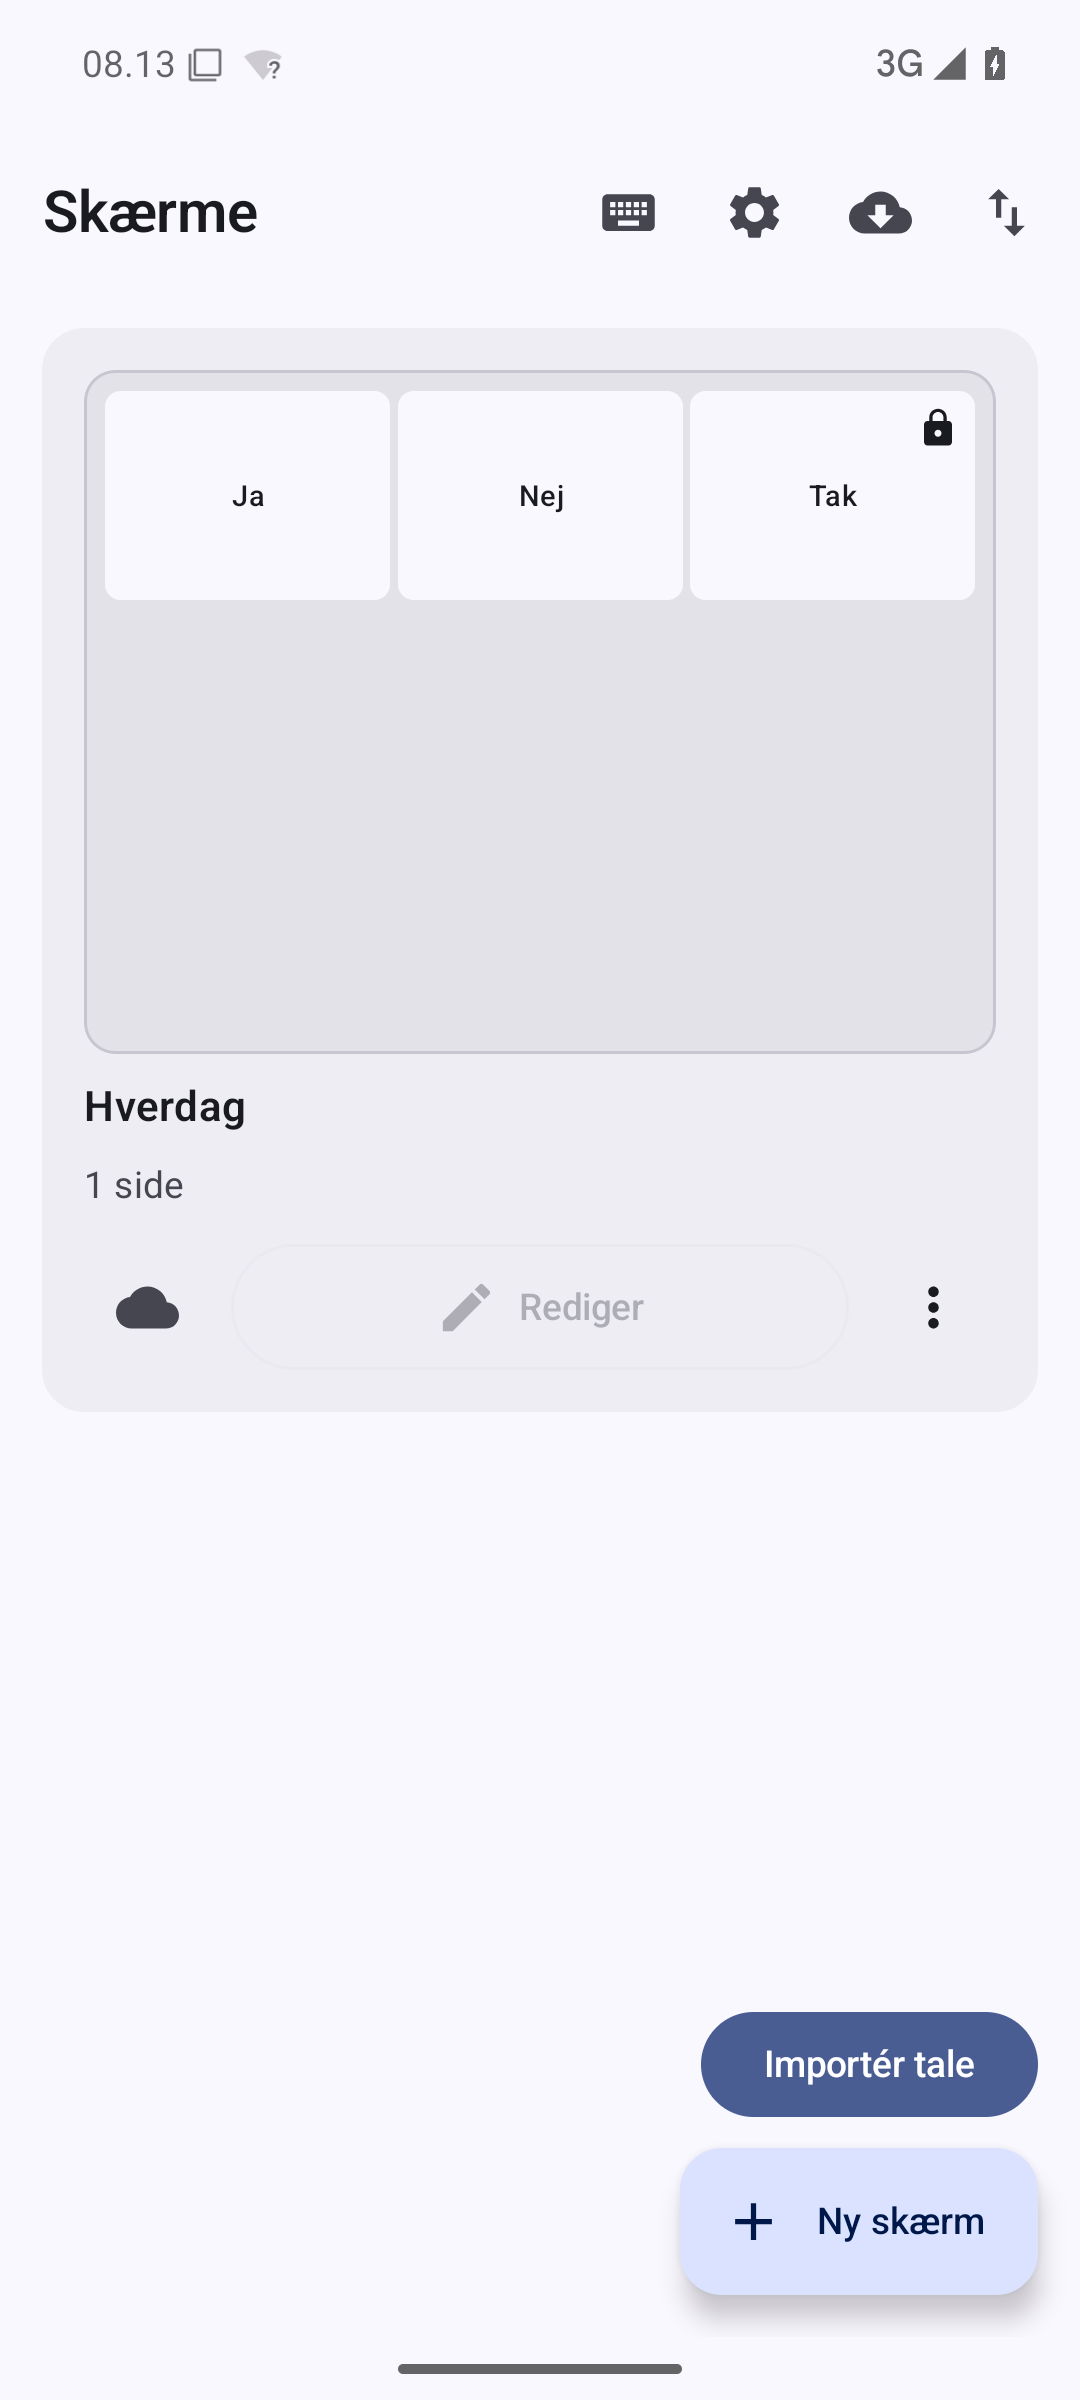 08.13
3G
Skærme
Ja
Nej
Tak
Hverdag
1 side
Rediger
Importér tale
Ny skærm